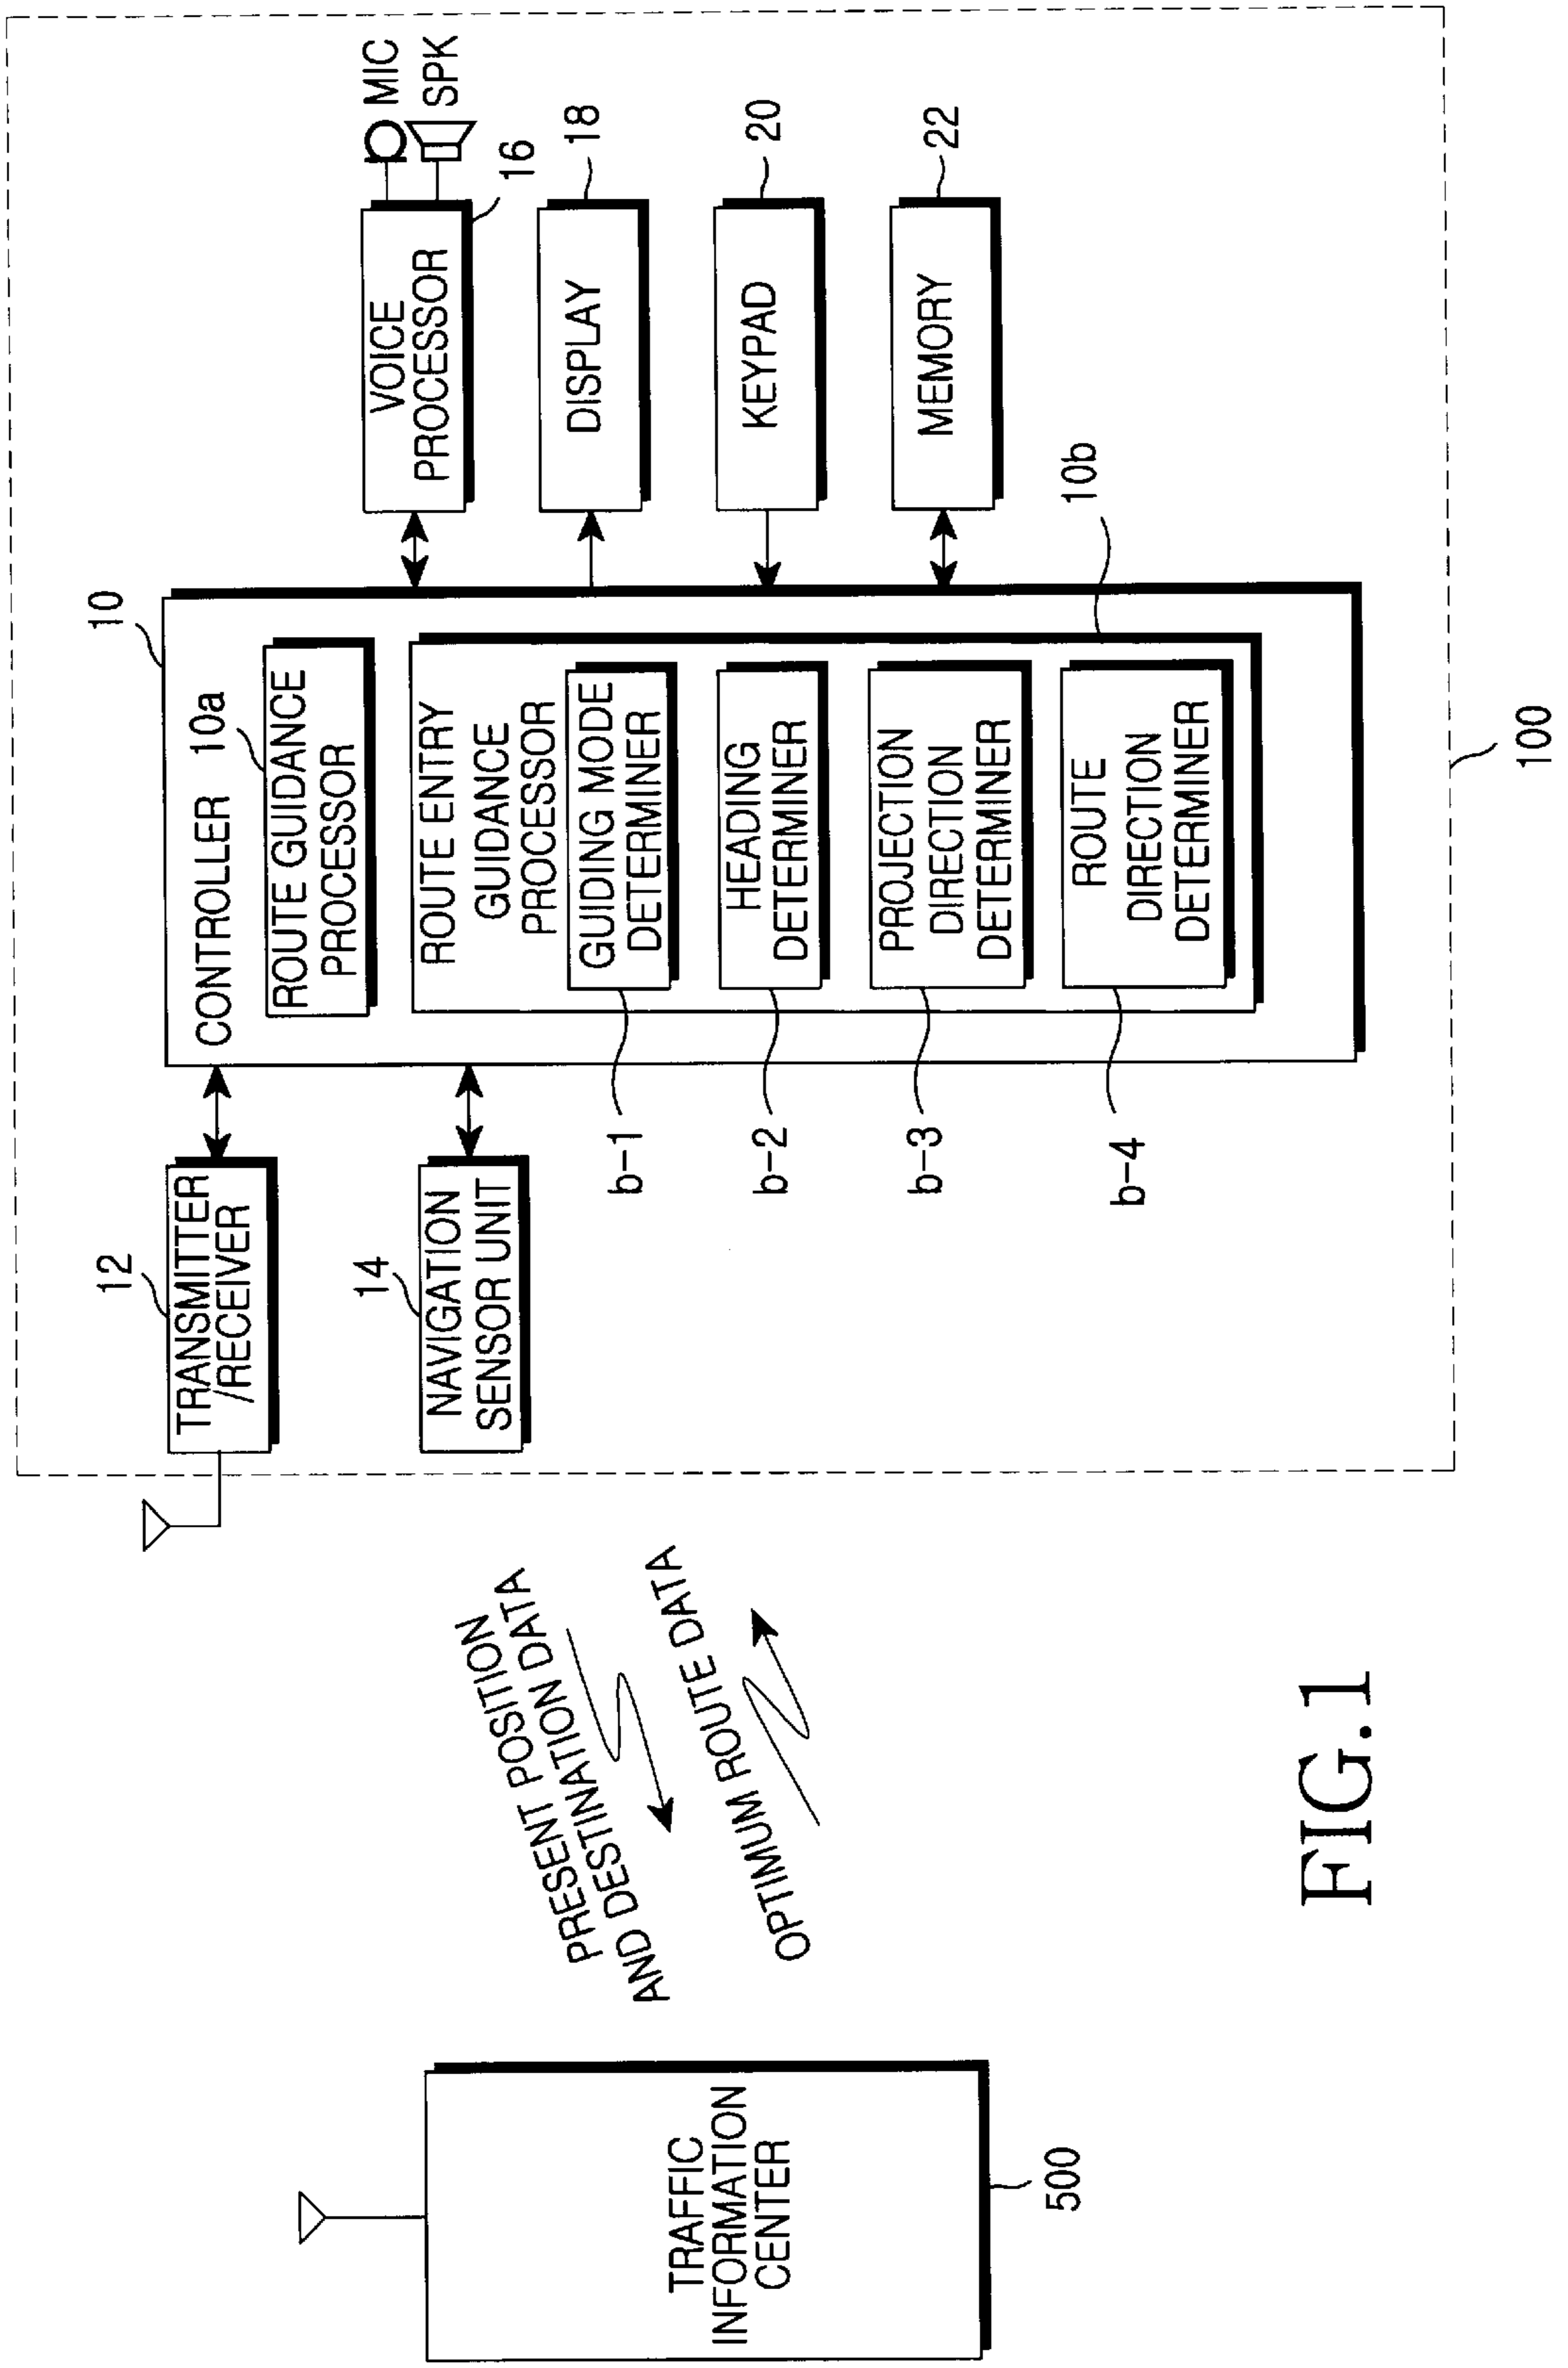 TRAFFIC
INFORMATION
CENTER
500
PRESENT POSITION
AND DESTINATION DATA
OPTIMUM ROUTE DATA
12
TRANSMITTER
/RECEIVER
14
NAVIGATION
SENSOR UNIT
10
CONTROLLER
10a
ROUTE GUIDANCE
PROCESSOR
ROUTE ENTRY
GUIDANCE
PROCESSOR
GUIDING MODE
DETERMINER
HEADING
DETERMINER
PROJECTION
DIRECTION
DETERMINER
ROUTE
DIRECTION
DETERMINER
b-1
b-2
b-3
b-4
10b
VOICE
PROCESSOR
MIC
SPK
16
DISPLAY
18
KEYPAD
20
MEMORY
22
100
FIG.1